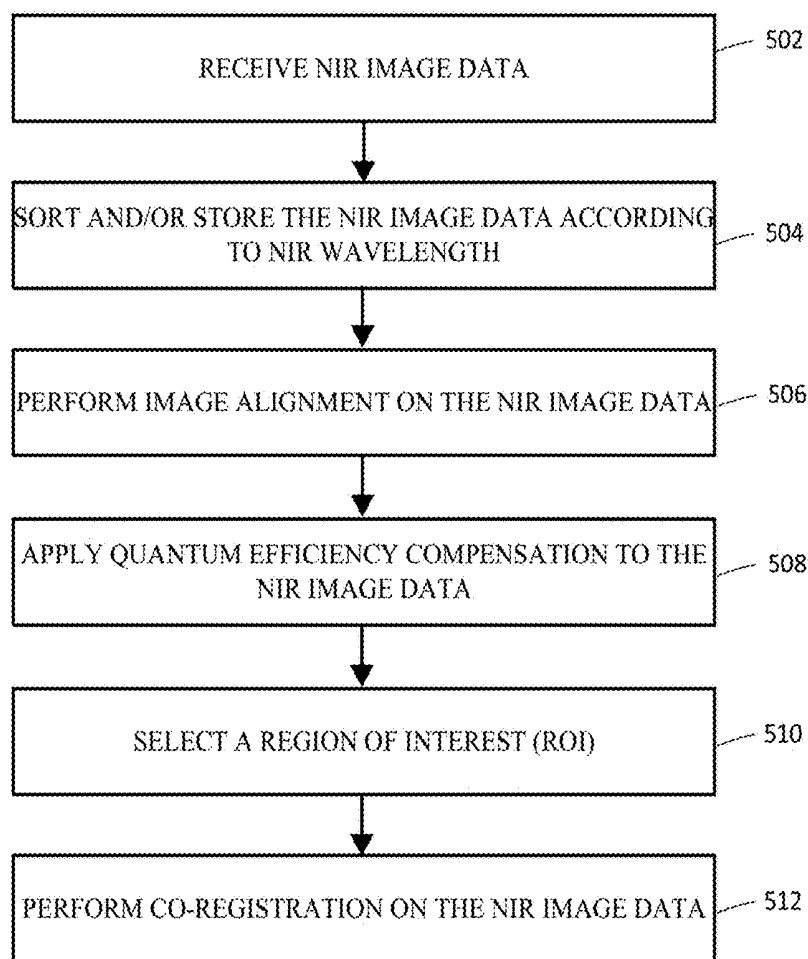 RECEIVE NIR IMAGE DATA
502
SORT AND/OR STORE THE NIR IMAGE DATA ACCORDING
TO NIR WAVELENGTH
504
PERFORM IMAGE ALIGNMENT ON THE NIR IMAGE DATA
506
APPLY QUANTUM EFFICIENCY COMPENSATION TO THE
NIR IMAGE DATA
508
SELECT A REGION OF INTEREST (ROI)
510
PERFORM CO-REGISTRATION ON THE NIR IMAGE DATA
512